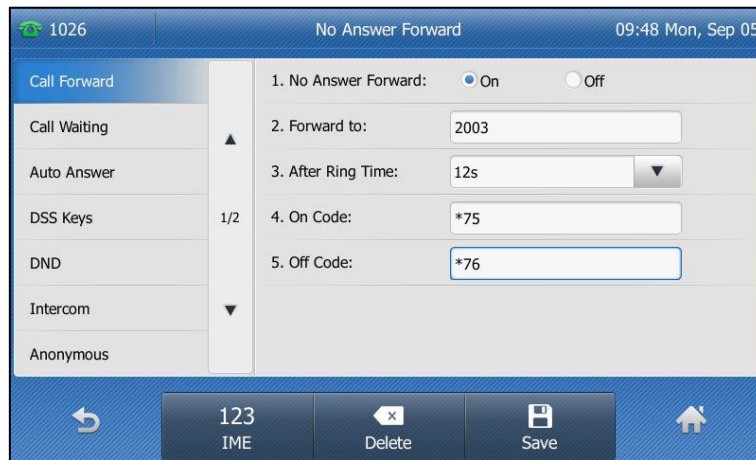 1026 No Answer Forward 09:48 Mon, Sep 05
Call Forward
Call Waiting
Auto Answer
DSS Keys
DND
Intercom
Anonymous
1/2
1. No Answer Forward: On Off
2. Forward to: 2003
3. After Ring Time: 12s
4. On Code: *75
5. Off Code: *76
123
IME
Delete
Save